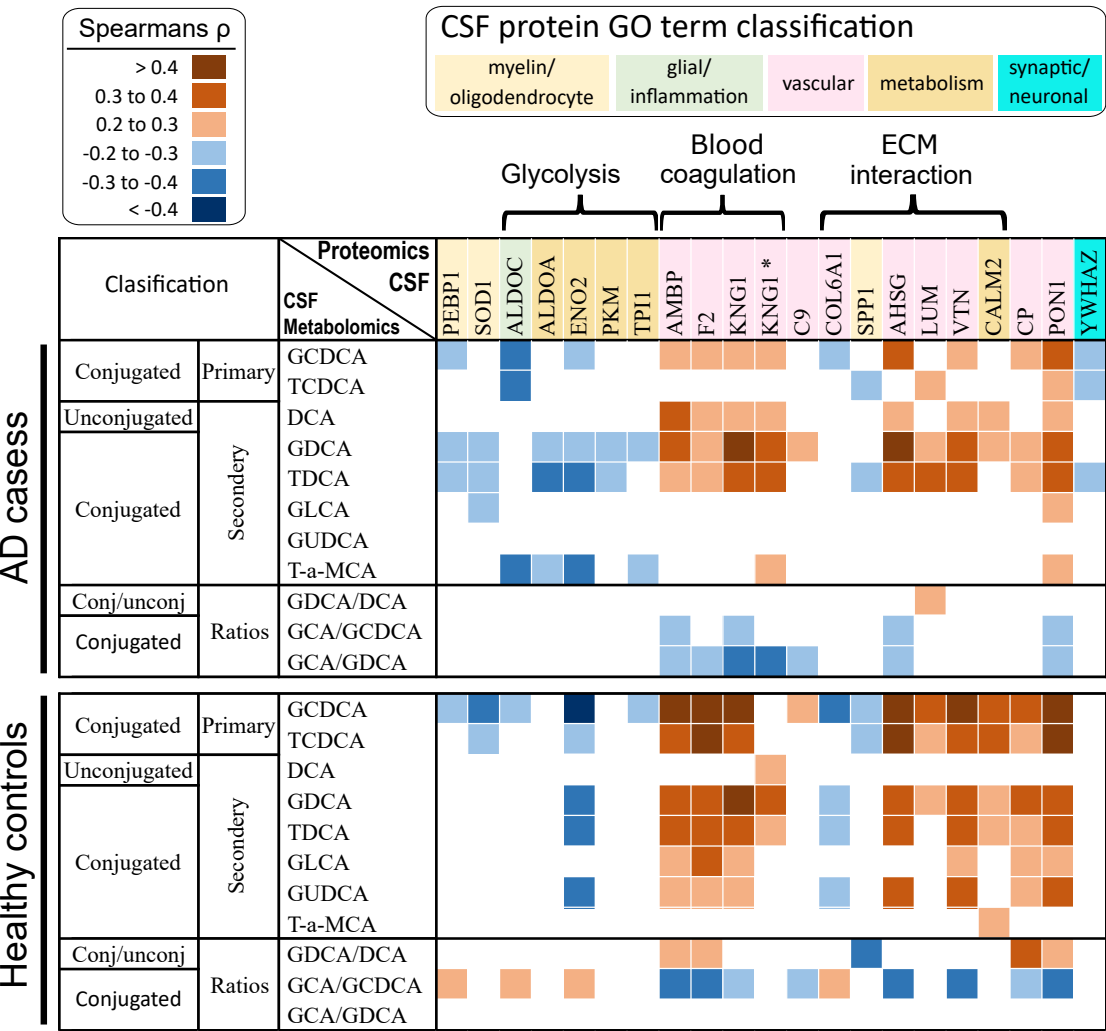 Spearmans ρ
> 0.4
0.3 to 0.4
0.2 to 0.3
-0.2 to -0.3
-0.3 to -0.4
< -0.4
CSF protein GO term classification
myelin/
oligodendrocyte
glial/
inflammation
vascular
metabolism
synaptic/
neuronal
Glycolysis
Blood
coagulation
ECM
interaction
Clasification
Proteomics
CSF
CSF
Metabolomics
PEBP1
SOD1
ALDOC
ALDOA
ENO2
PKM
TPI1
AMBP
F2
KNG1
KNG1 *
C9
COL6A1
SPP1
AHSG
LUM
VTN
CALM2
CP
PON1
YWHAZ
AD casess
Conjugated
Primary
GCDCA
TCDCA
Unconjugated
Secondery
DCA
Conjugated
GDCA
TDCA
GLCA
GUDCA
T-a-MCA
Conj/unconj
Ratios
GDCA/DCA
Conjugated
GCA/GCDCA
GCA/GDCA
Healthy controls
Conjugated
Primary
GCDCA
TCDCA
Unconjugated
Secondery
DCA
Conjugated
GDCA
TDCA
GLCA
GUDCA
T-a-MCA
Conj/unconj
Ratios
GDCA/DCA
Conjugated
GCA/GCDCA
GCA/GDCA